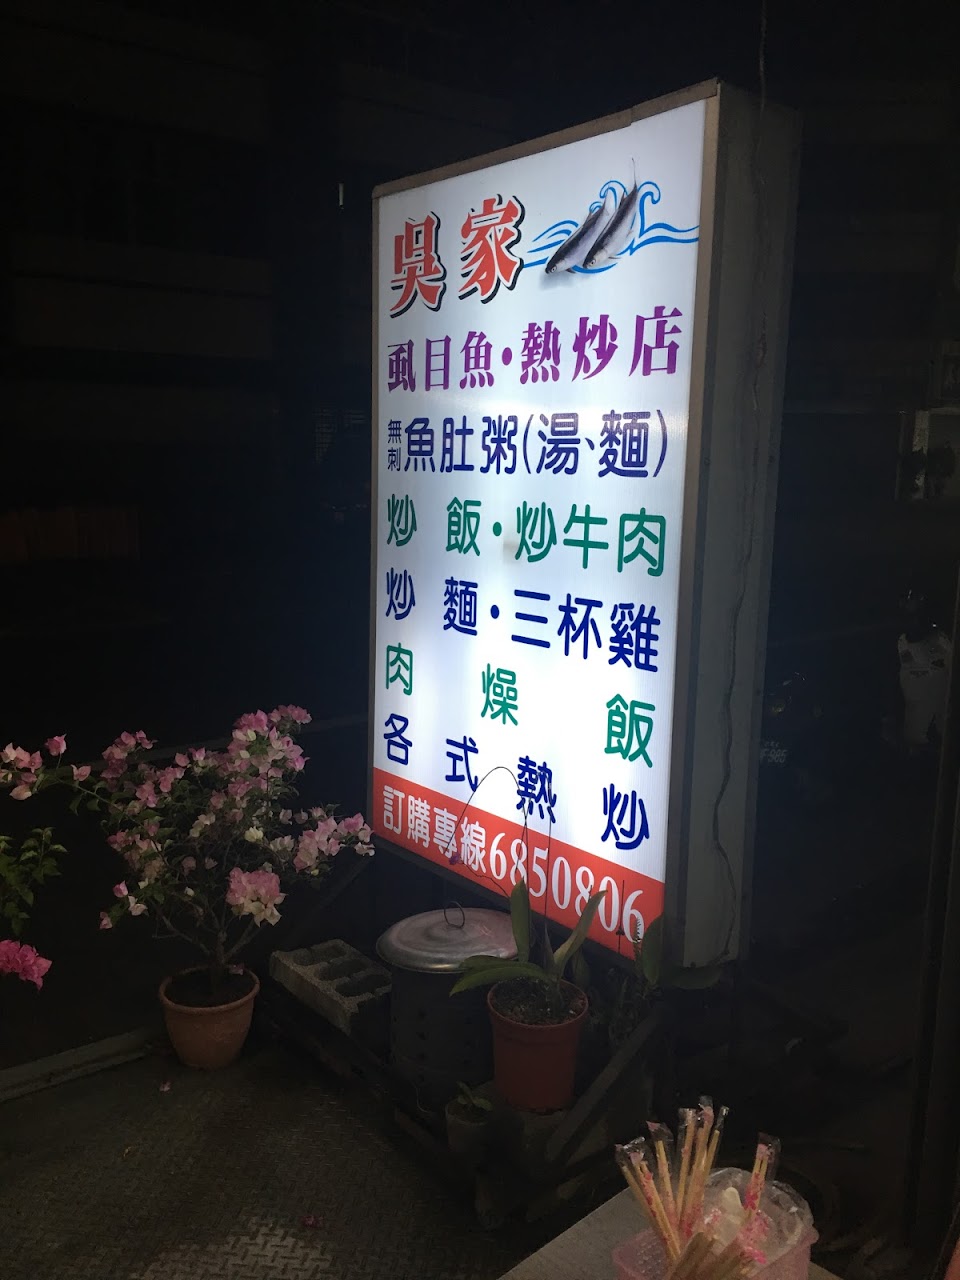 吳家
虱目魚·熱炒店
無刺魚肚粥(湯、麵)
炒飯·炒牛肉
炒麵·三杯雞
肉燥飯
各式熱炒
訂購專線6850806